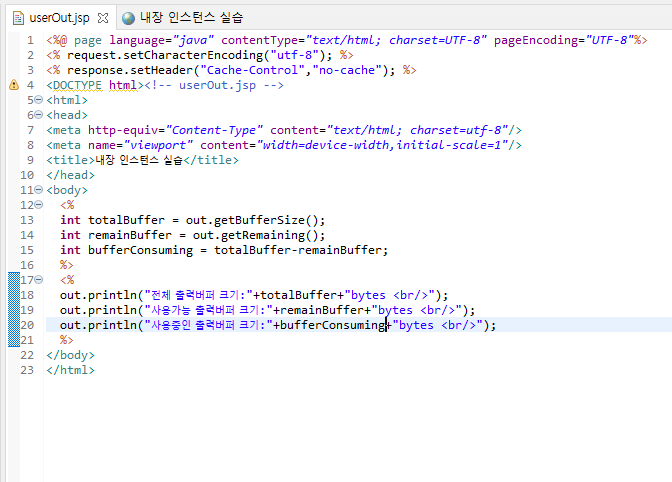 userOut.jsp 내장 인스턴스 실습
1 <%@ page language="java" contentType="text/html; charset=UTF-8" pageEncoding="UTF-8"%>
2 <% request.setCharacterEncoding("utf-8"); %>
3 <% response.setHeader("Cache-Control","no-cache"); %>
4 <DOCTYPE html><!-- userOut.jsp -->
5 <html>
6 <head>
7 <meta http-equiv="Content-Type" content="text/html; charset=utf-8"/>
8 <meta name="viewport" content="width=device-width,initial-scale=1"/>
9 <title>내장 인스턴스 실습</title>
10 </head>
11 <body>
12 <%
13 int totalBuffer = out.getBufferSize();
14 int remainBuffer = out.getRemaining();
15 int bufferConsuming = totalBuffer-remainBuffer;
16 %>
17 <%
18 out.println("전체 출력버퍼 크기:"+totalBuffer+"bytes <br/>");
19 out.println("사용가능 출력버퍼 크기:"+remainBuffer+"bytes <br/>");
20 out.println("사용중인 출력버퍼 크기:"+bufferConsuming+"bytes <br/>");
21 %>
22 </body>
23 </html>